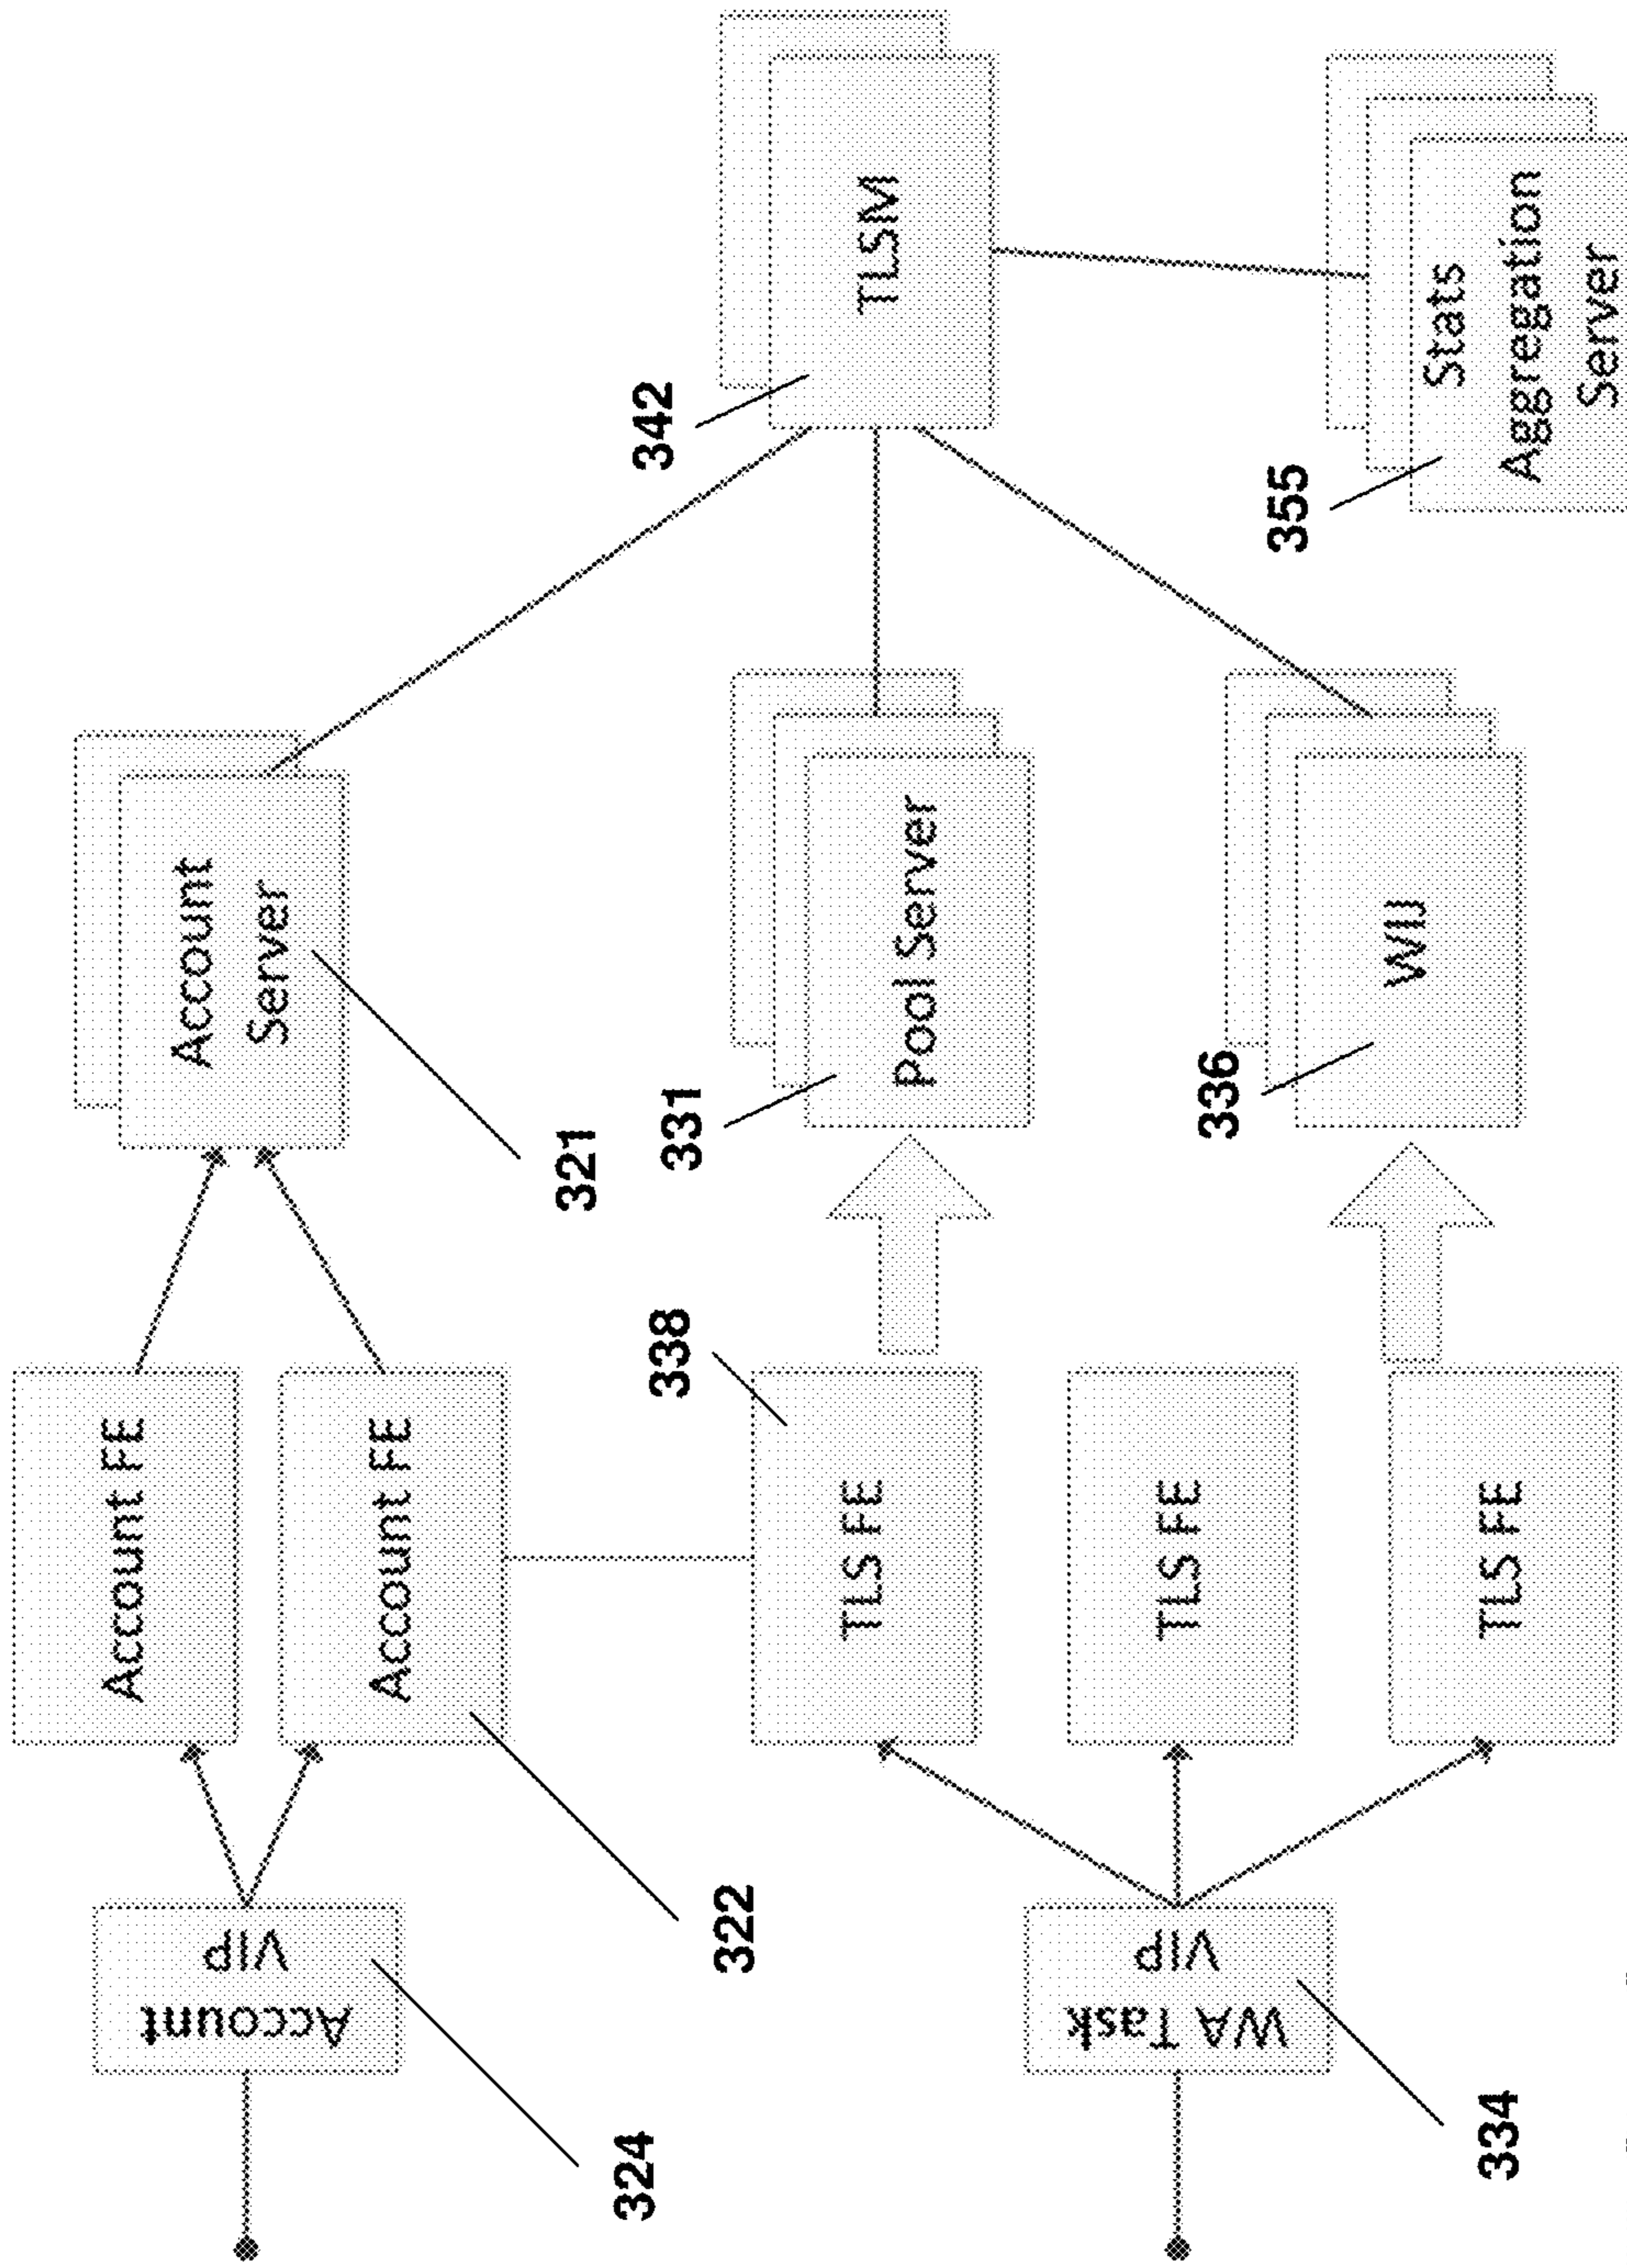 Account
VIP
324
Account FE
Account FE
322
Account
Server
321
WA Task
VIP
334
TLS FE
338
TLS FE
TLS FE
Pool Server
331
WIJ
336
TLSM
342
Stats
Aggregation
Server
355